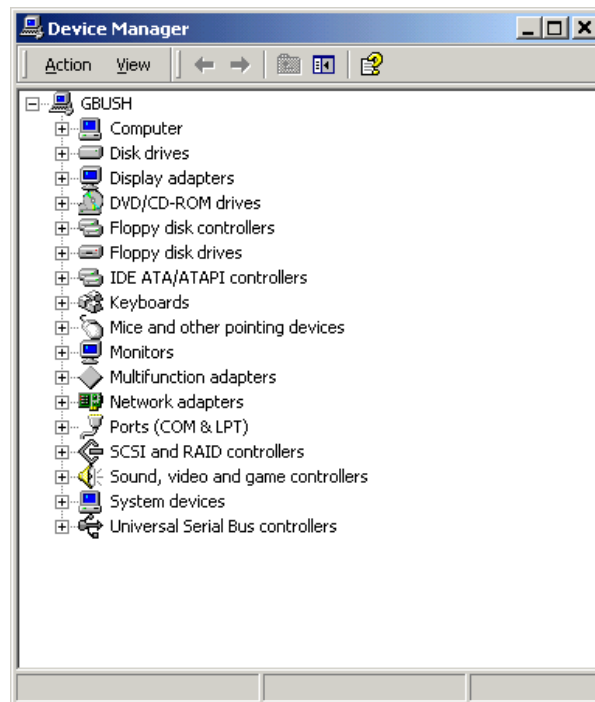 Device Manager
Action View
GBUSH
Computer
Disk drives
Display adapters
DVD/CD-ROM drives
Floppy disk controllers
Floppy disk drives
IDE ATA/ATAPI controllers
Keyboards
Mice and other pointing devices
Monitors
Multifunction adapters
Network adapters
Ports (COM & LPT)
SCSI and RAID controllers
Sound, video and game controllers
System devices
Universal Serial Bus controllers